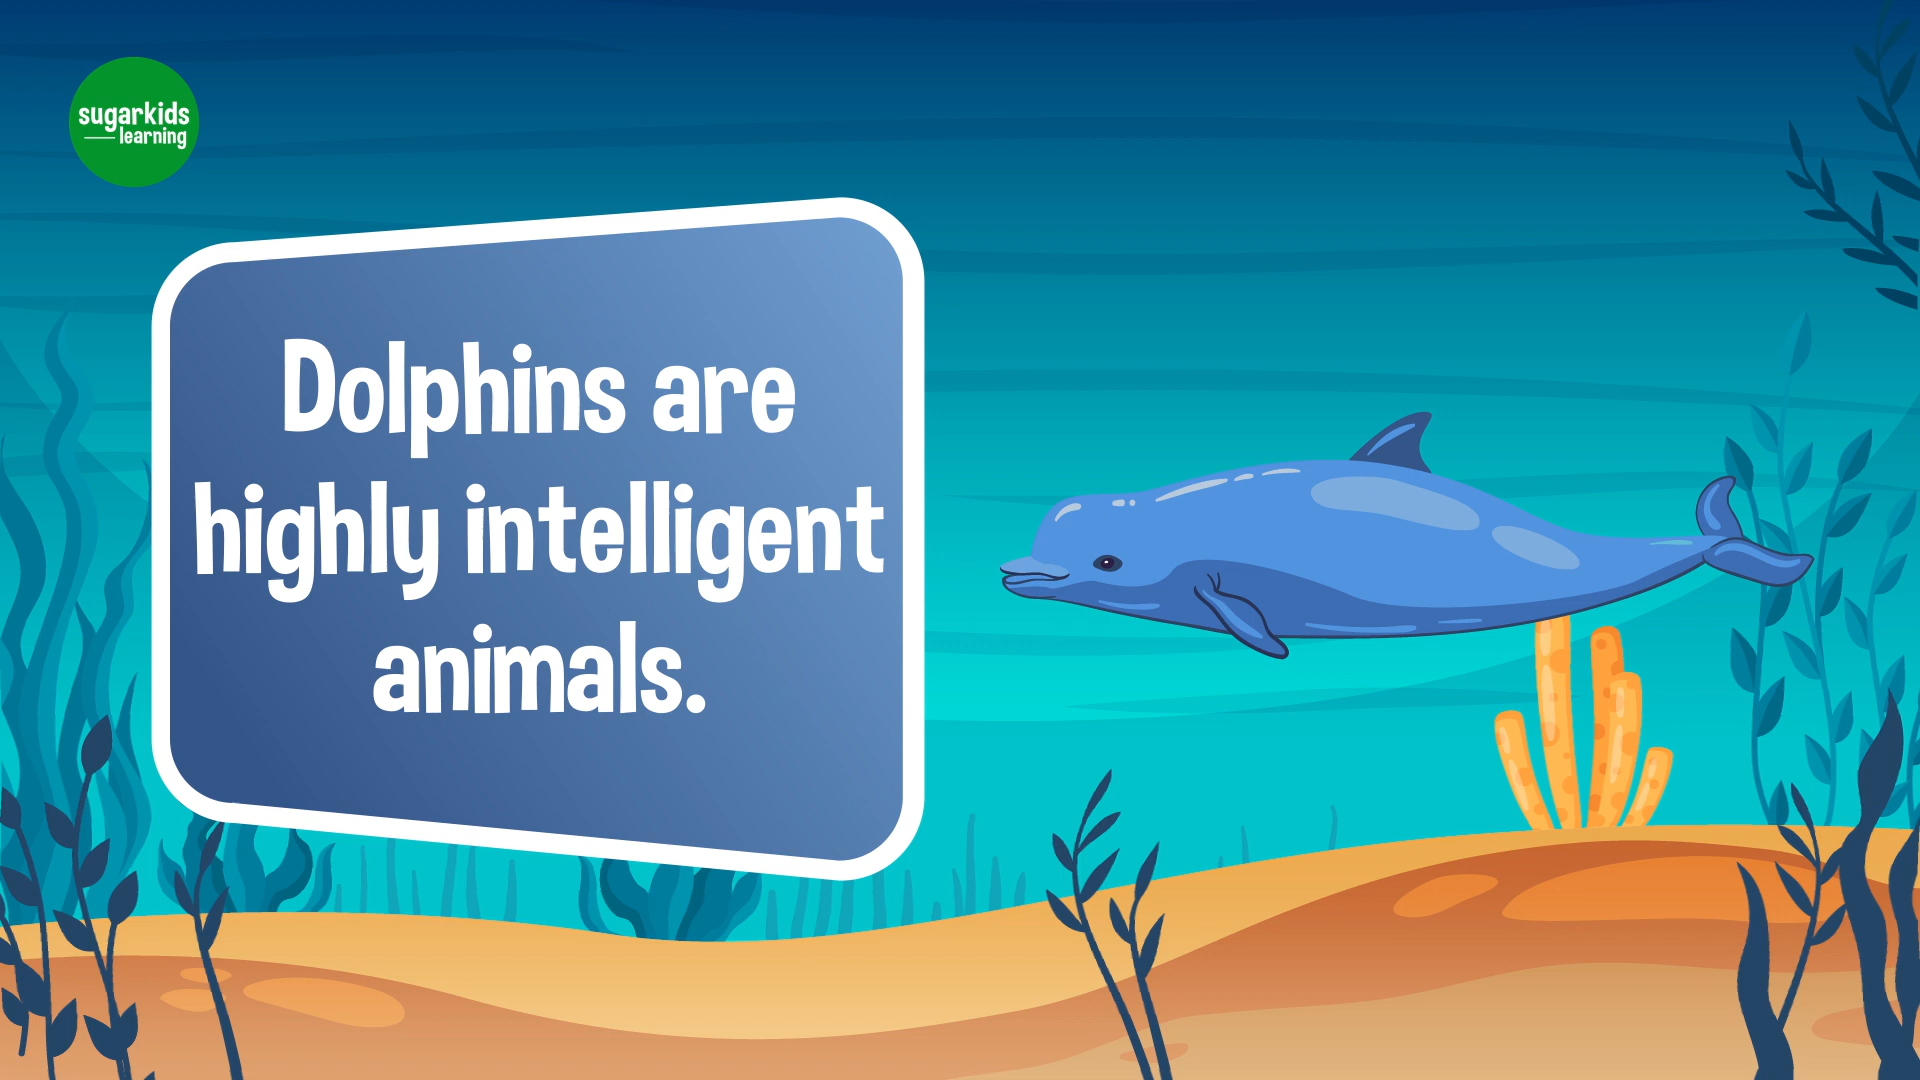 sugarkids
learning
Dolphins are
highly intelligent
animals.